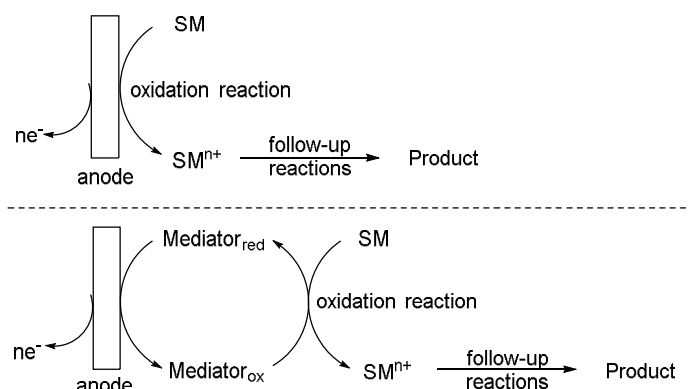 SM
oxidation reaction
ne⁻
SMⁿ⁺
follow-up
reactions
Product
anode
Mediator_red
SM
oxidation reaction
ne⁻
Mediator_ox
SMⁿ⁺
follow-up
reactions
Product
anode